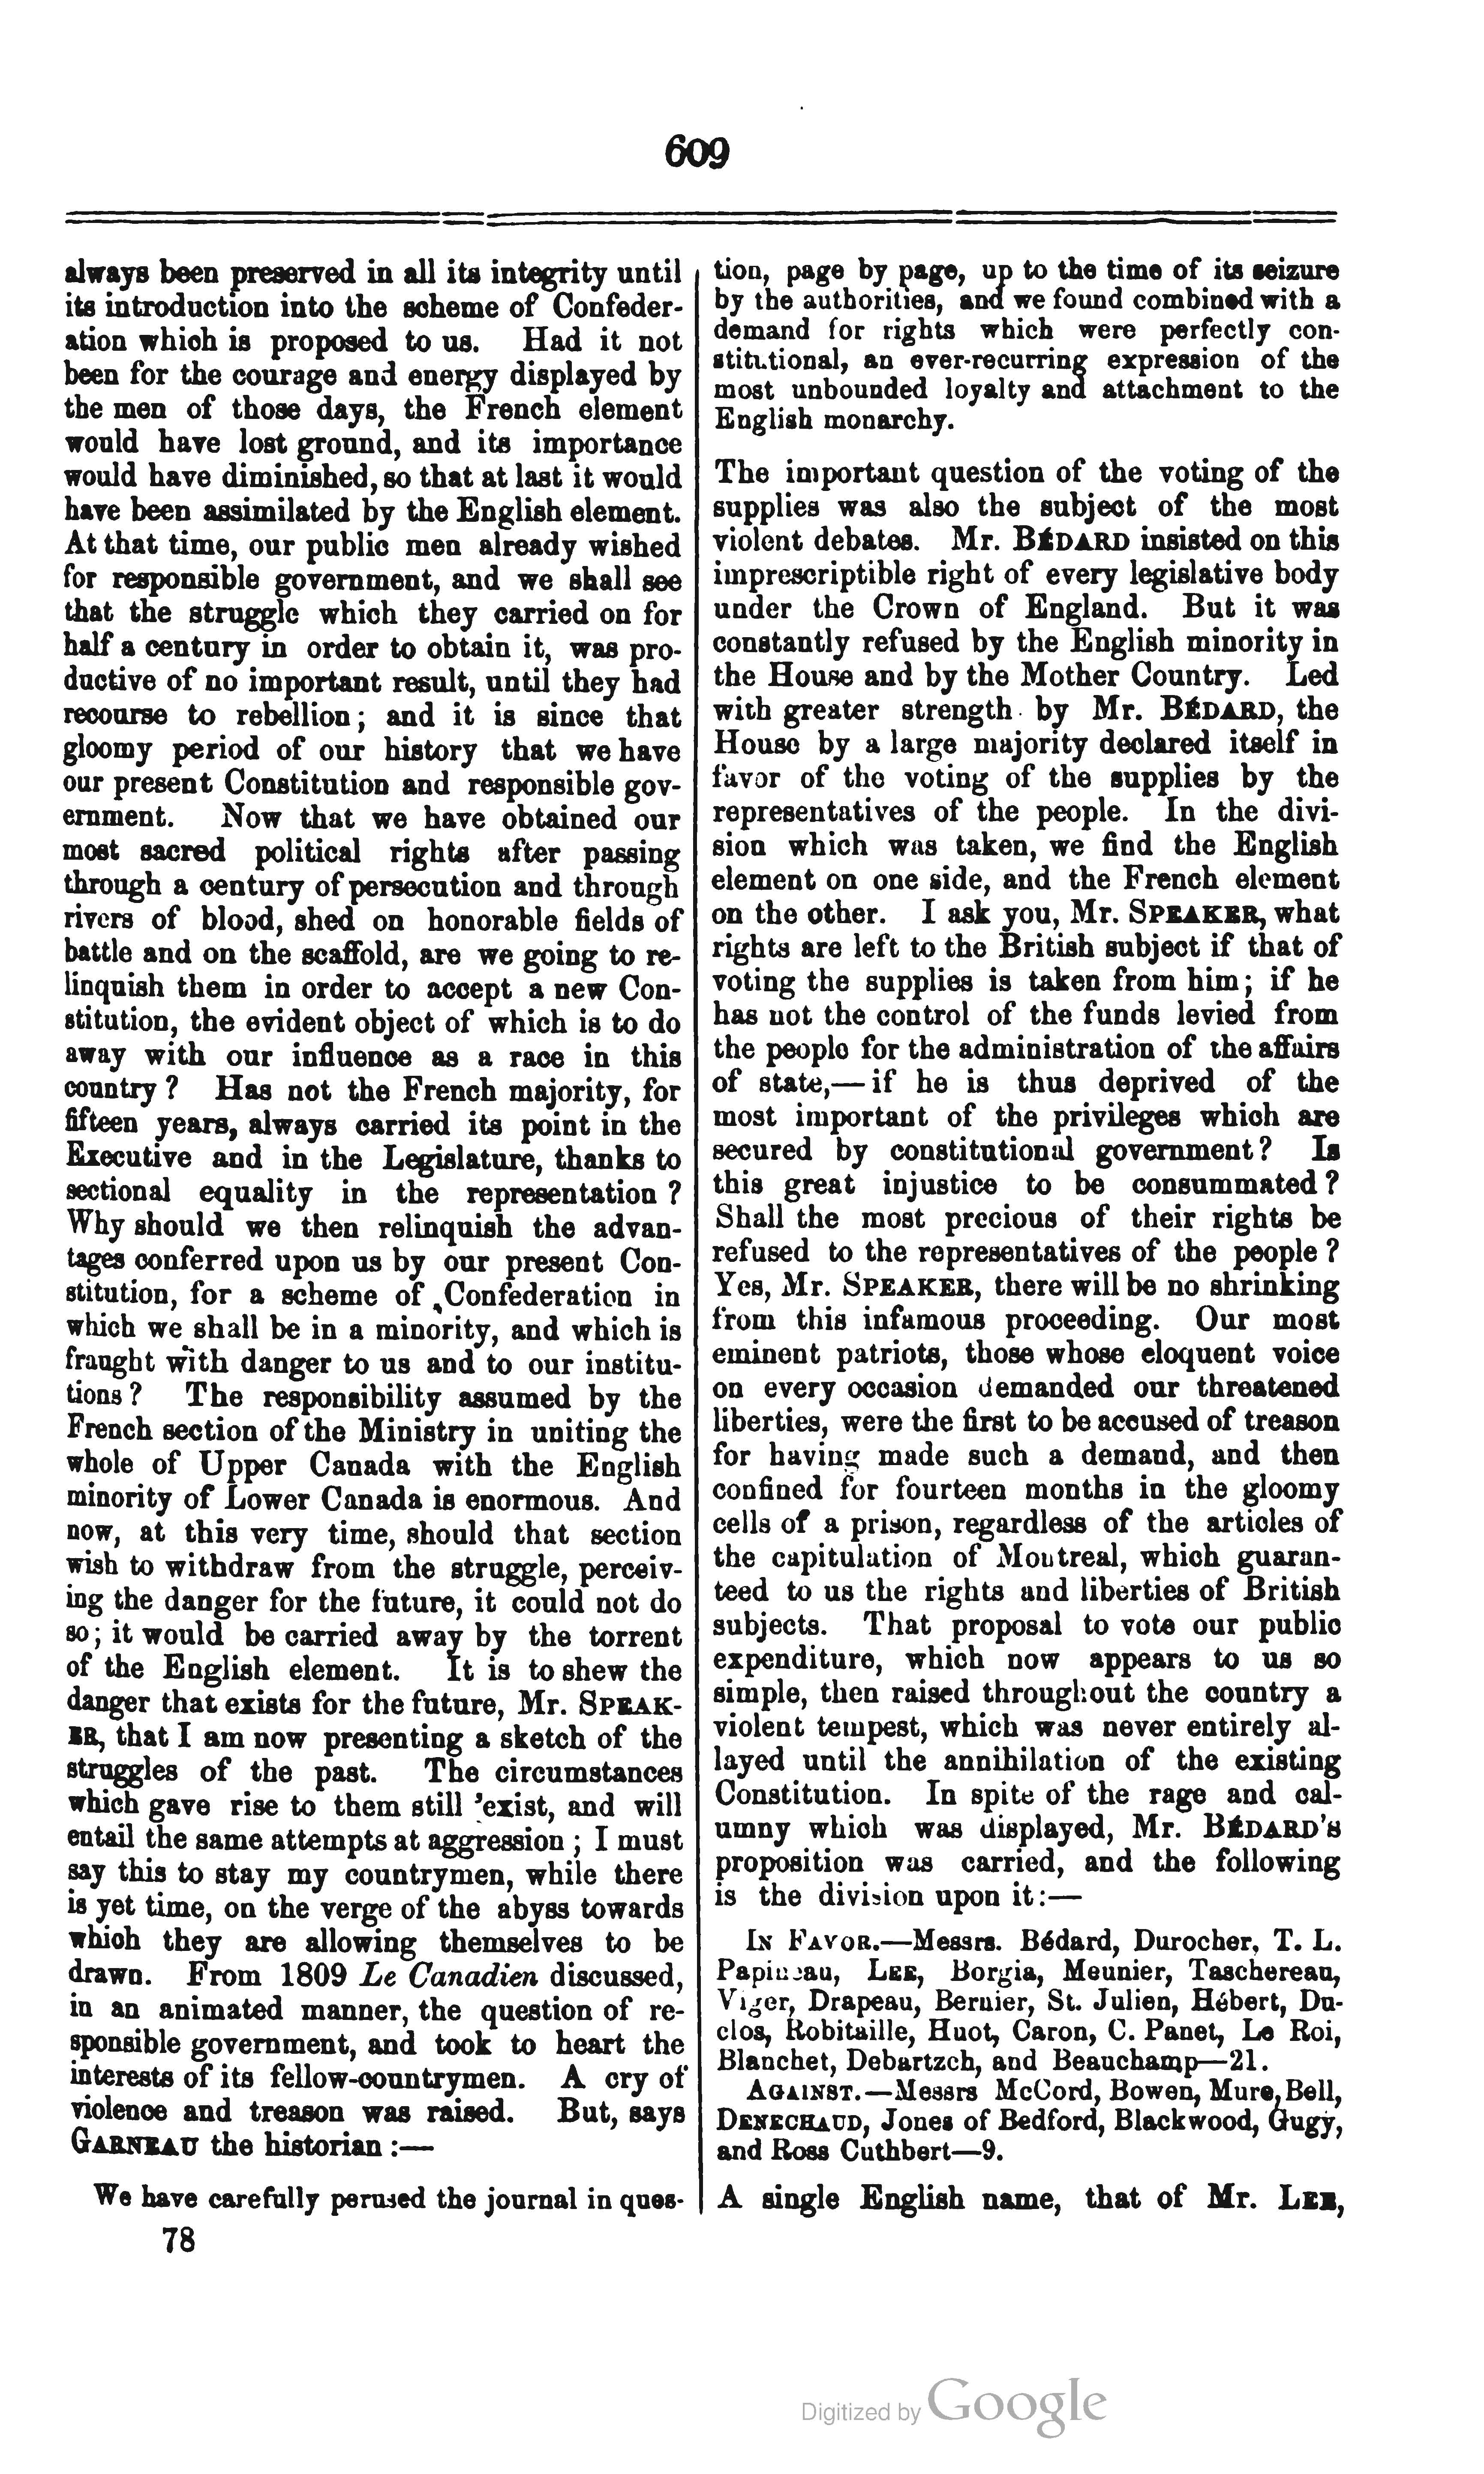 609
always been preserved in all its integrity until
its introduction into the scheme of Confeder-
ation which is proposed to us. Had it not
been for the courage and energy displayed by
the men of those days, the French element
would have lost ground, and its importance
would have diminished, so that at last it would
have been assimilated by the English element.
At that time, our public men already wished
for responsible government, and we shall see
that the struggle which they carried on for
half a century in order to obtain it, was pro-
ductive of no important result, until they had
recourse to rebellion; and it is since that
gloomy period of our history that we have
our present Constitution and responsible gov-
ernment. Now that we have obtained our
most sacred political rights after passing
through a century of persecution and through
rivers of blood, shed on honorable fields of
battle and on the scaffold, are we going to re-
linquish them in order to accept a new Con-
stitution, the evident object of which is to do
away with our influence as a race in this
country? Has not the French majority, for
fifteen years, always carried its point in the
Executive and in the Legislature, thanks to
sectional equality in the representation?
Why should we then relinquish the advan-
tages conferred upon us by our present Con-
stitution, for a scheme of Confederation in
which we shall be in a minority, and which is
fraught with danger to us and to our institu-
tions? The responsibility assumed by the
French section of the Ministry in uniting the
whole of Upper Canada with the English
minority of Lower Canada is enormous. And
now, at this very time, should that section
wish to withdraw from the struggle, perceiv-
ing the danger for the future, it could not do
so; it would be carried away by the torrent
of the English element. It is to shew the
danger that exists for the future, Mr. SPEAK-
ER, that I am now presenting a sketch of the
struggles of the past. The circumstances
which gave rise to them still exist, and will
entail the same attempts at aggression; I must
say this to stay my countrymen, while there
is yet time, on the verge of the abyss towards
which they are allowing themselves to be
drawn. From 1809 Le Canadien discussed,
in an animated manner, the question of re-
sponsible government, and took to heart the
interests of its fellow-countrymen. A cry of
violence and treason was raised. But, says
GARNEAU the historian:—
We have carefully perused the journal in ques-
78
tion, page by page, up to the time of its seizure
by the authorities, and we found combined with a
demand for rights which were perfectly con-
stitutional, an ever-recurring expression of the
most unbounded loyalty and attachment to the
English monarchy.
The important question of the voting of the
supplies was also the subject of the most
violent debates. Mr. BÉDARD insisted on this
imprescriptible right of every legislative body
under the Crown of England. But it was
constantly refused by the English minority in
the House and by the Mother Country. Led
with greater strength by Mr. BÉDARD, the
House by a large majority declared itself in
favor of the voting of the supplies by the
representatives of the people. In the divi-
sion which was taken, we find the English
element on one side, and the French element
on the other. I ask you, Mr. SPEAKER, what
rights are left to the British subject if that of
voting the supplies is taken from him; if he
has not the control of the funds levied from
the people for the administration of the affairs
of state,—if he is thus deprived of the
most important of the privileges which are
secured by constitutional government? Is
this great injustice to be consummated?
Shall the most precious of their rights be
refused to the representatives of the people?
Yes, Mr. SPEAKER, there will be no shrinking
from this infamous proceeding. Our most
eminent patriots, those whose eloquent voice
on every occasion demanded our threatened
liberties, were the first to be accused of treason
for having made such a demand, and then
confined for fourteen months in the gloomy
cells of a prison, regardless of the articles of
the capitulation of Montreal, which guaran-
teed to us the rights and liberties of British
subjects. That proposal to vote our public
expenditure, which now appears to us so
simple, then raised throughout the country a
violent tempest, which was never entirely al-
layed until the annihilation of the existing
Constitution. In spite of the rage and cal-
umny which was displayed, Mr. BÉDARD'S
proposition was carried, and the following
is the division upon it:—
IN FAVOR.—Messrs. Bédard, Durocher, T. L.
Papineau, LEE, Borgia, Meunier, Taschereau,
Viger, Drapeau, Bernier, St. Julien, Hébert, Du-
clos, Robitaille, Huot, Caron, C. Panet, Le Roi,
Blanchet, Debartzch, and Beauchamp—21.
AGAINST.—Messrs McCord, Bowen, Mure, Bell,
DENECHAUD, Jones of Bedford, Blackwood, Gugy,
and Ross Cuthbert—9.
A single English name, that of Mr. LEE,
Digitized by Google